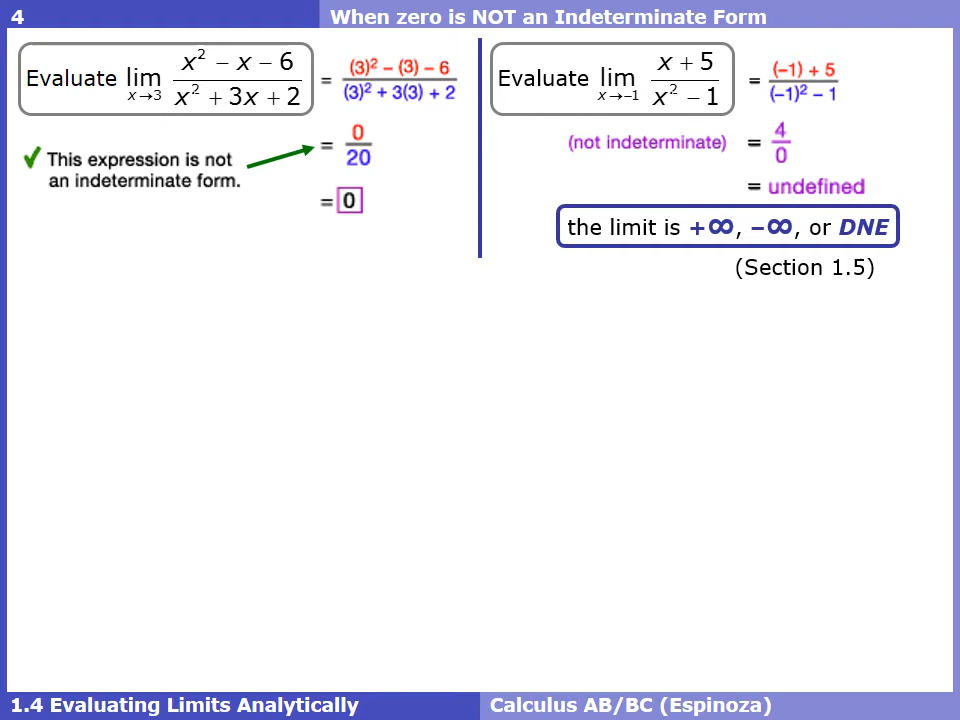 4
When zero is NOT an Indeterminate Form
Evaluate lim x→3 (x² − x − 6)/(x² + 3x + 2) = ((3)² − (3) − 6)/((3)² + 3(3) + 2)
✔ This expression is not
an indeterminate form.
= 0/20
= 0
Evaluate lim x→−1 (x + 5)/(x² − 1) = ((−1) + 5)/((−1)² − 1)
(not indeterminate) = 4/0
= undefined
the limit is +∞, −∞, or DNE
(Section 1.5)
1.4 Evaluating Limits Analytically
Calculus AB/BC (Espinoza)